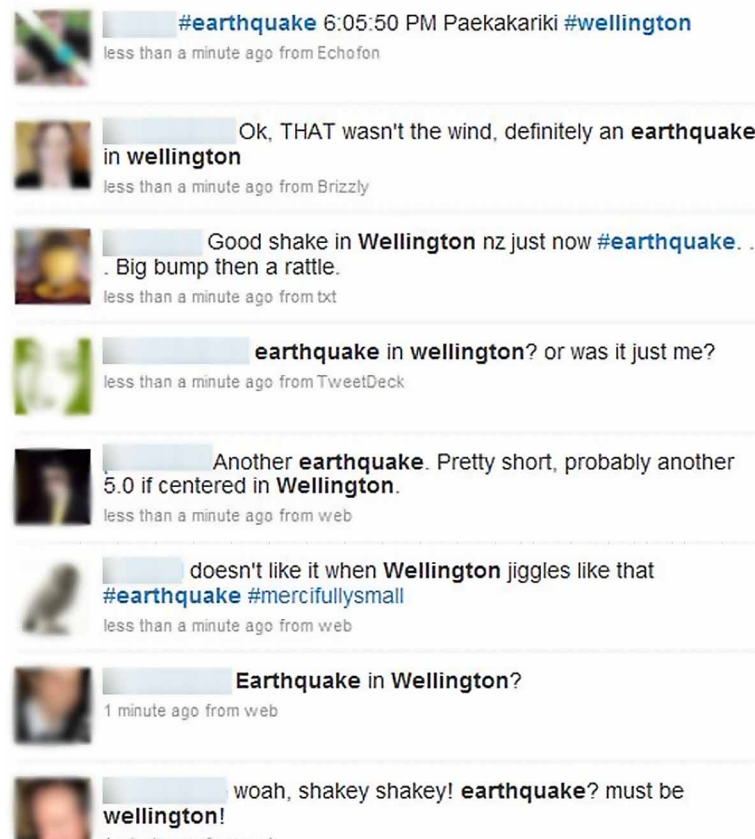 #earthquake 6:05:50 PM Paekakariki #wellington
less than a minute ago from Echofon
Ok, THAT wasn't the wind, definitely an earthquake
in wellington
less than a minute ago from Brizzly
Good shake in Wellington nz just now #earthquake. .
. Big bump then a rattle.
less than a minute ago from txt
earthquake in wellington? or was it just me?
less than a minute ago from TweetDeck
Another earthquake. Pretty short, probably another
5.0 if centered in Wellington.
less than a minute ago from web
doesn't like it when Wellington jiggles like that
#earthquake #mercifullysmall
less than a minute ago from web
Earthquake in Wellington?
1 minute ago from web
woah, shakey shakey! earthquake? must be
wellington!